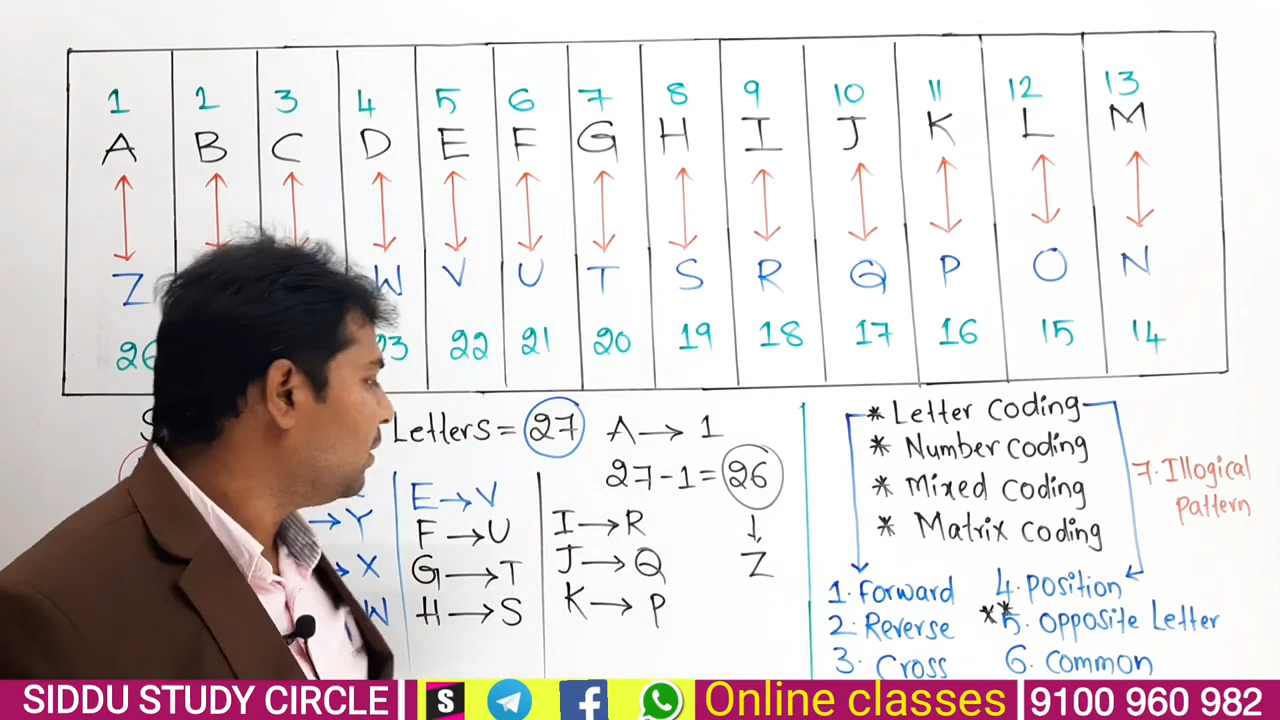 1 2 3 4 5 6 7 8 9 10 11 12 13
A B C D E F G H I J K L M
Z W V U T S R Q P O N
26 23 22 21 20 19 18 17 16 15 14
S Letters = 27
A → 1
27-1 = 26
Z
→ Y
→ X
W
E → V
F → U
G → T
H → S
I → R
J → Q
K → P
* Letter Coding
* Number Coding
* Mixed Coding
* Matrix Coding
7. Illogical
Pattern
1. Forward
2. Reverse
3. Cross
4. Position
** 5. Opposite Letter
6. Common
SIDDU STUDY CIRCLE S Online classes 9100 960 982